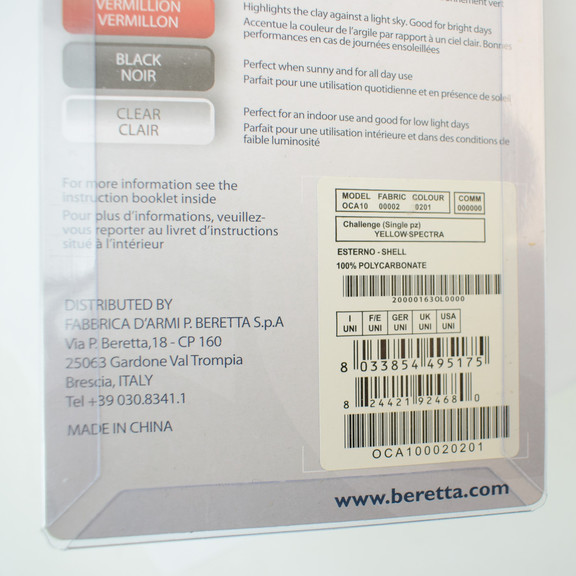 VERMILLION
VERMILLON
Highlights the clay against a light sky. Good for bright days
Accentue la couleur de l'argile par rapport à un ciel clair. Bonnes
performances en cas de journées ensoleillées
BLACK
NOIR
Perfect when sunny and for all day use
Parfait pour une utilisation quotidienne et en présence de soleil
CLEAR
CLAIR
Perfect for an indoor use and good for low light days
Parfait pour une utilisation intérieure et dans des conditions de
faible luminosité
For more information see the
instruction booklet inside
Pour plus d'informations, veuillez-
vous reporter au livret d'instructions
situé à l'intérieur
DISTRIBUTED BY
FABBRICA D'ARMI P. BERETTA S.p.A
Via P. Beretta,18 - CP 160
25063 Gardone Val Trompia
Brescia, ITALY
Tel +39 030.8341.1
MADE IN CHINA
MODEL FABRIC COLOUR
OCA10 00002 0201
COMM
000000
Challenge (Single pz)
YELLOW-SPECTRA
ESTERNO - SHELL
100% POLYCARBONATE
20000163OL0000
I F/E GER UK USA
UNI UNI UNI UNI UNI
8 033854 495175
8 24421 92468 0
OCA100020201
www.beretta.com